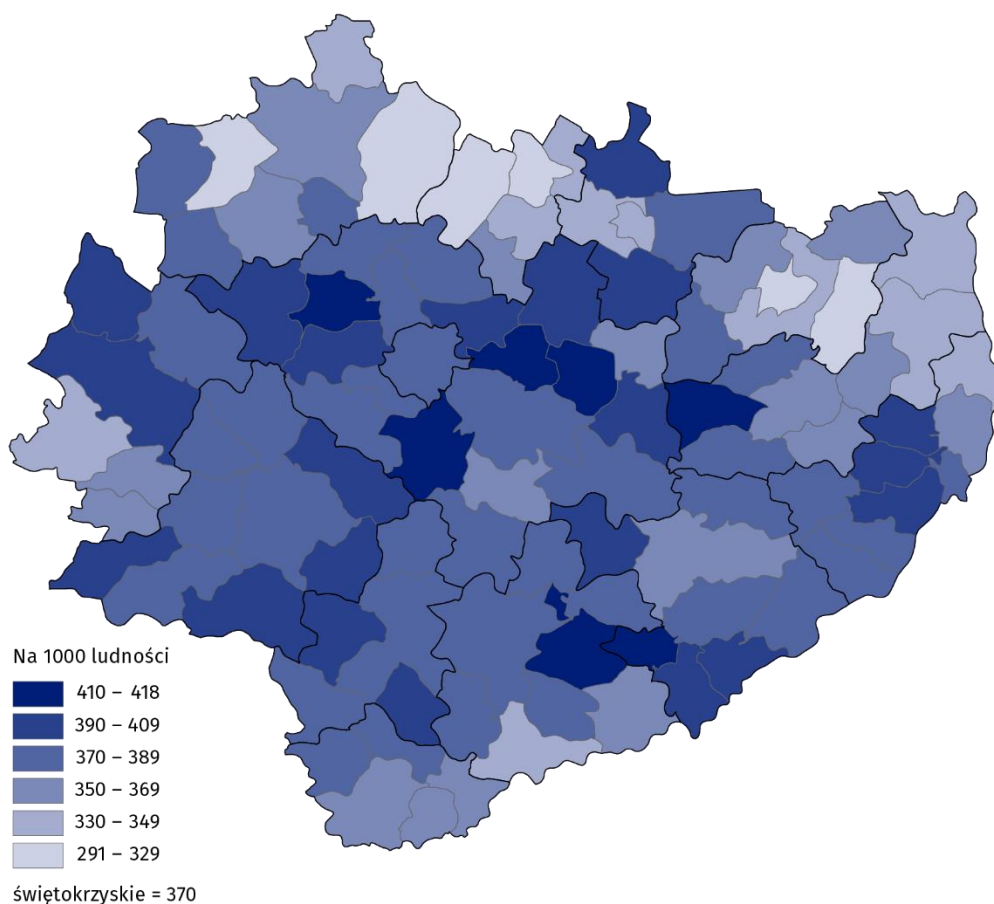 Na 1000 ludności
410 – 418
390 – 409
370 – 389
350 – 369
330 – 349
291 – 329
świętokrzyskie = 370